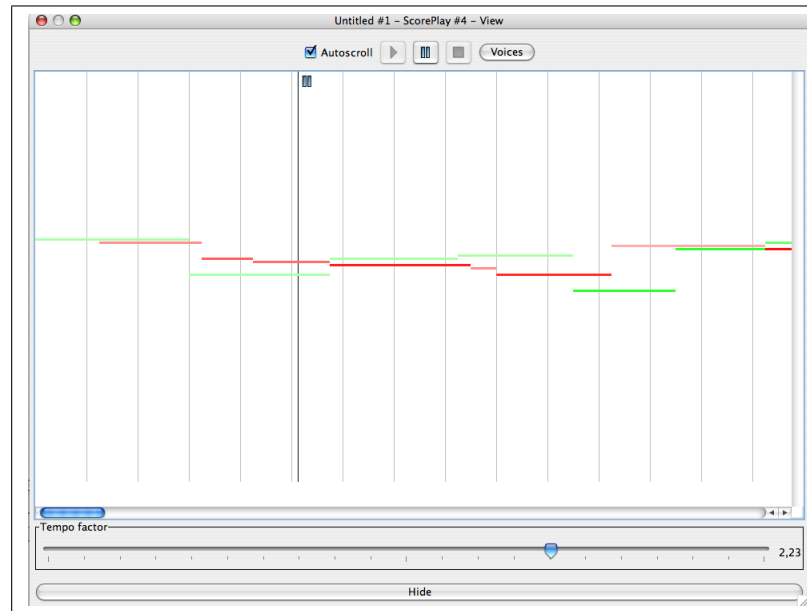 Untitled #1 – ScorePlay #4 – View
Autoscroll Voices
Tempo factor
2,23
Hide